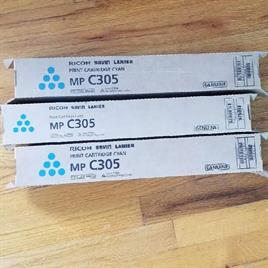 RICOH SAVIN LANIER
PRINT CARTRIDGE CYAN
MP C305
GENUINE
RICOH SAVIN LANIER
Print Cartridge Cyan
MP C305
GENUINE
RICOH SAVIN LANIER
PRINT CARTRIDGE CYAN
MP C305
GENUINE